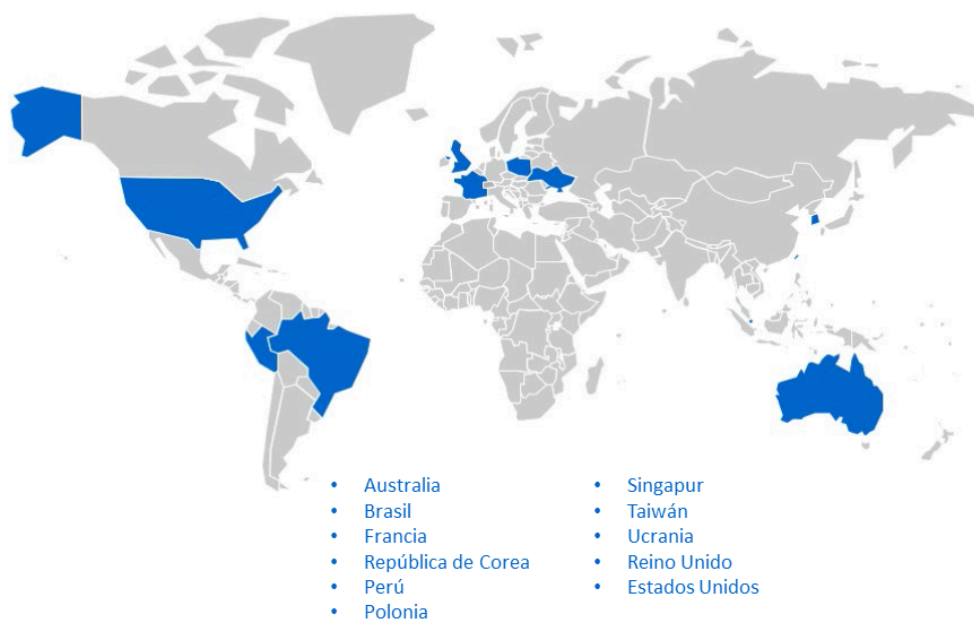 • Australia
• Brasil
• Francia
• República de Corea
• Perú
• Polonia
• Singapur
• Taiwán
• Ucrania
• Reino Unido
• Estados Unidos